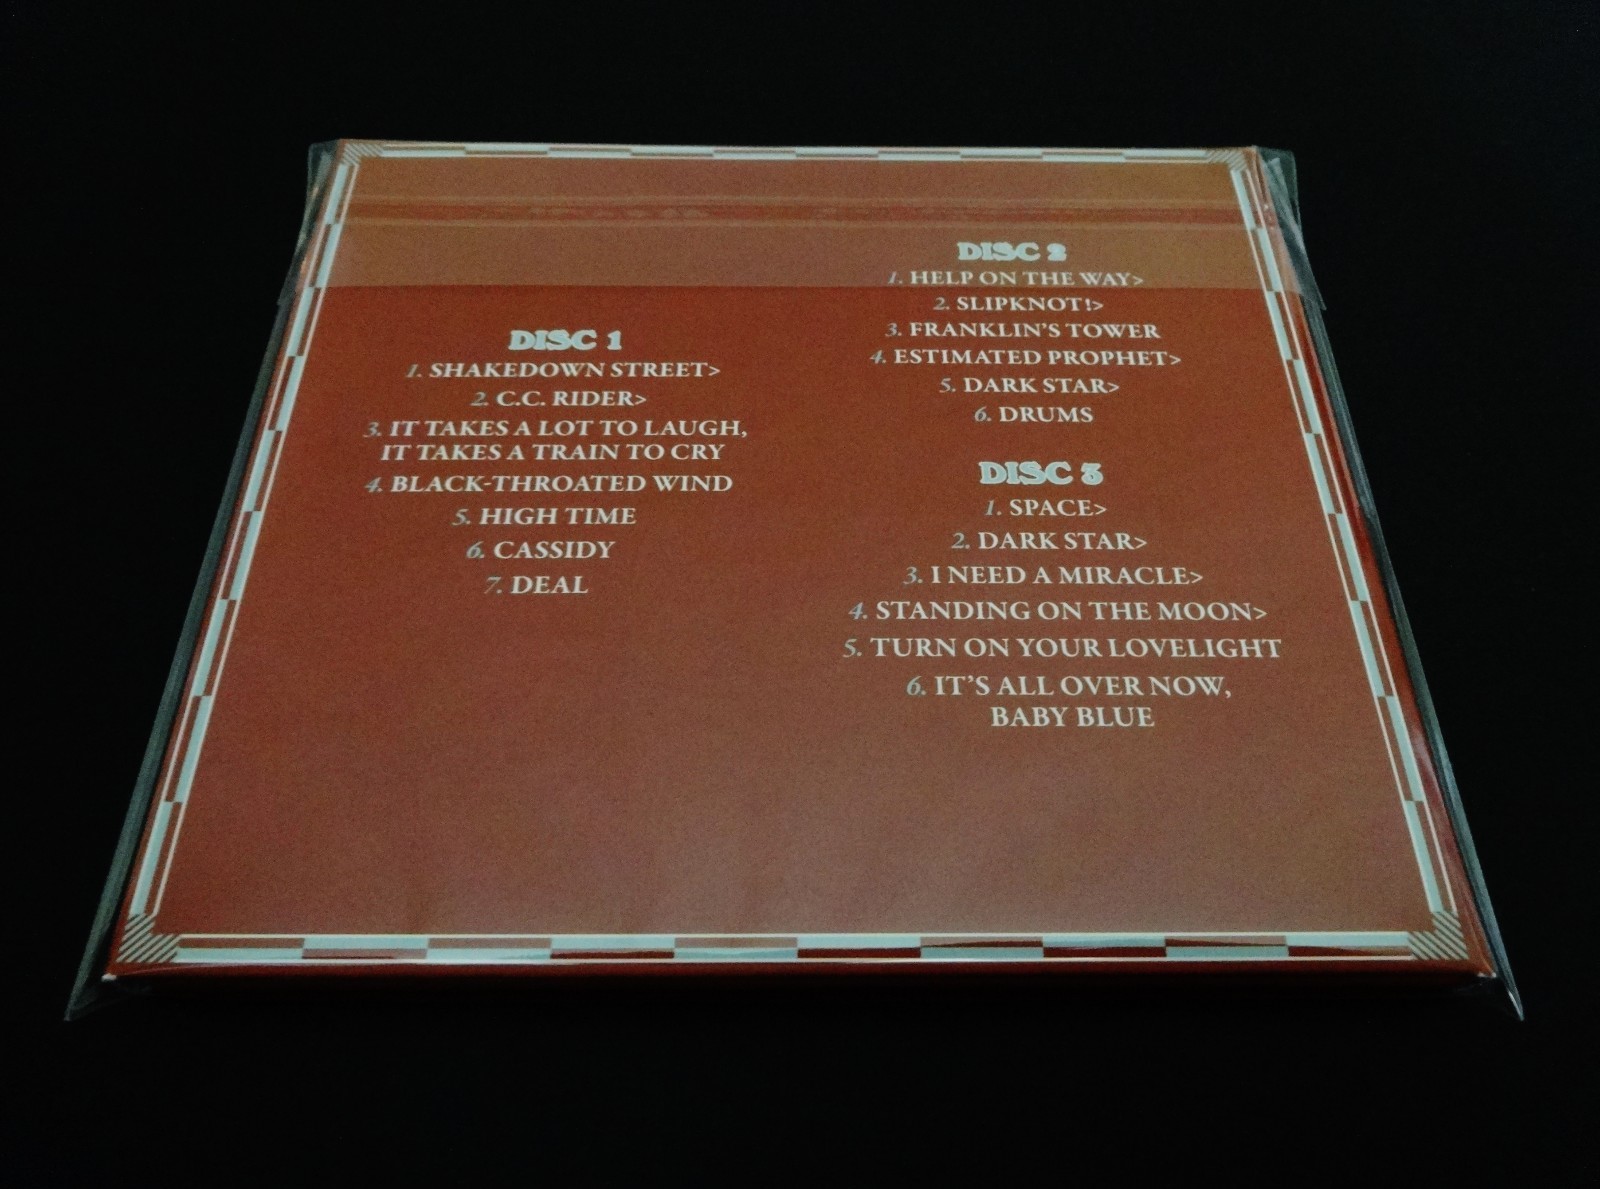 DISC 1
1. SHAKEDOWN STREET>
2. C.C. RIDER>
3. IT TAKES A LOT TO LAUGH,
IT TAKES A TRAIN TO CRY
4. BLACK-THROATED WIND
5. HIGH TIME
6. CASSIDY
7. DEAL
DISC 2
1. HELP ON THE WAY>
2. SLIPKNOT!>
3. FRANKLIN'S TOWER
4. ESTIMATED PROPHET>
5. DARK STAR>
6. DRUMS
DISC 3
1. SPACE>
2. DARK STAR>
3. I NEED A MIRACLE>
4. STANDING ON THE MOON>
5. TURN ON YOUR LOVELIGHT
6. IT'S ALL OVER NOW,
BABY BLUE